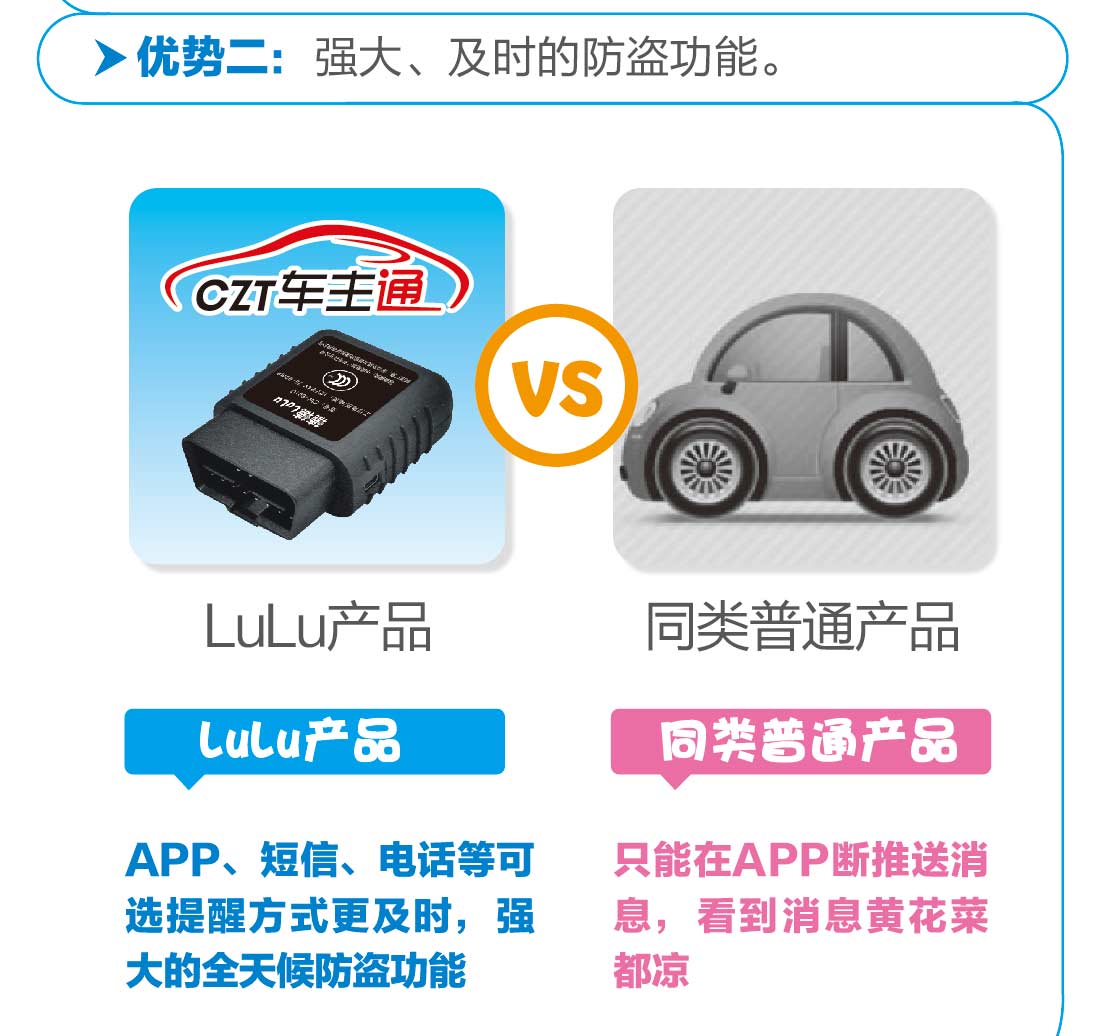 优势二：强大、及时的防盗功能。
CZT车主通
LuLu
VS
LuLu产品
同类普通产品
LuLu产品
同类普通产品
APP、短信、电话等可
选提醒方式更及时，强
大的全天候防盗功能
只能在APP断推送消
息，看到消息黄花菜
都凉